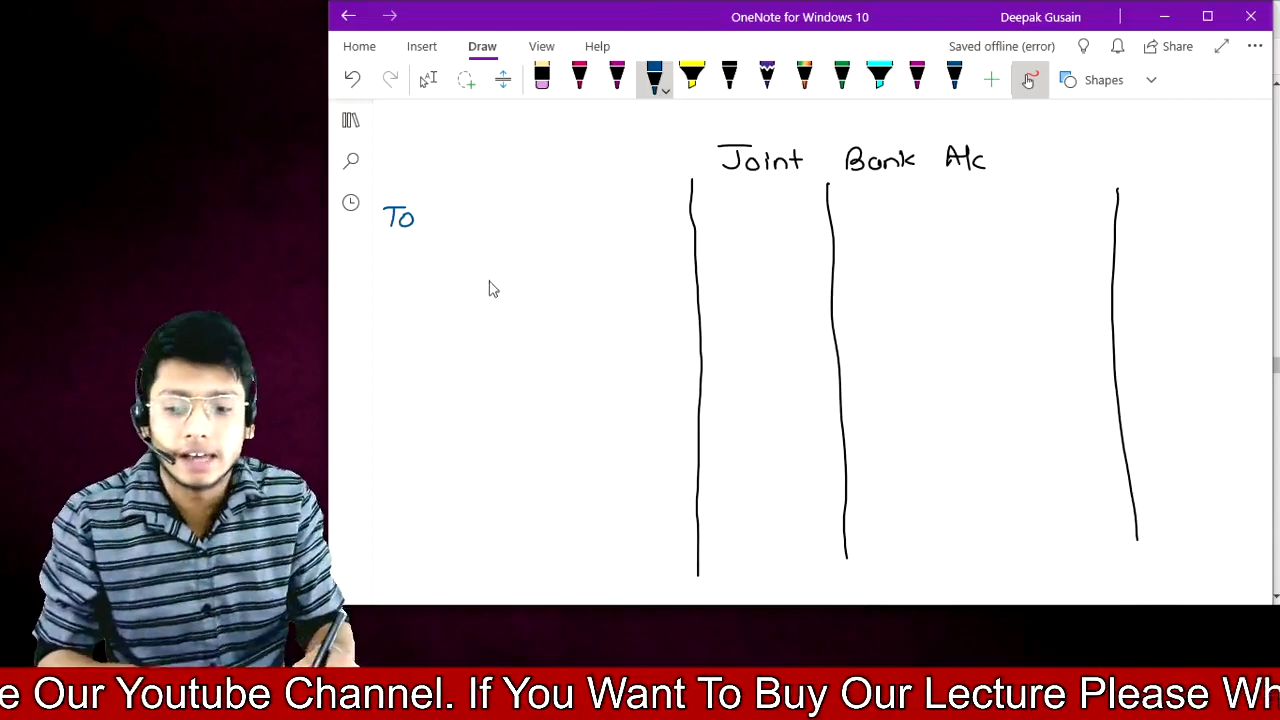 OneNote for Windows 10
Deepak Gusain
Home Insert Draw View Help
Saved offline (error)
Share
Shapes
Joint Bank A/c
To
e Our Youtube Channel. If You Want To Buy Our Lecture Please Wh